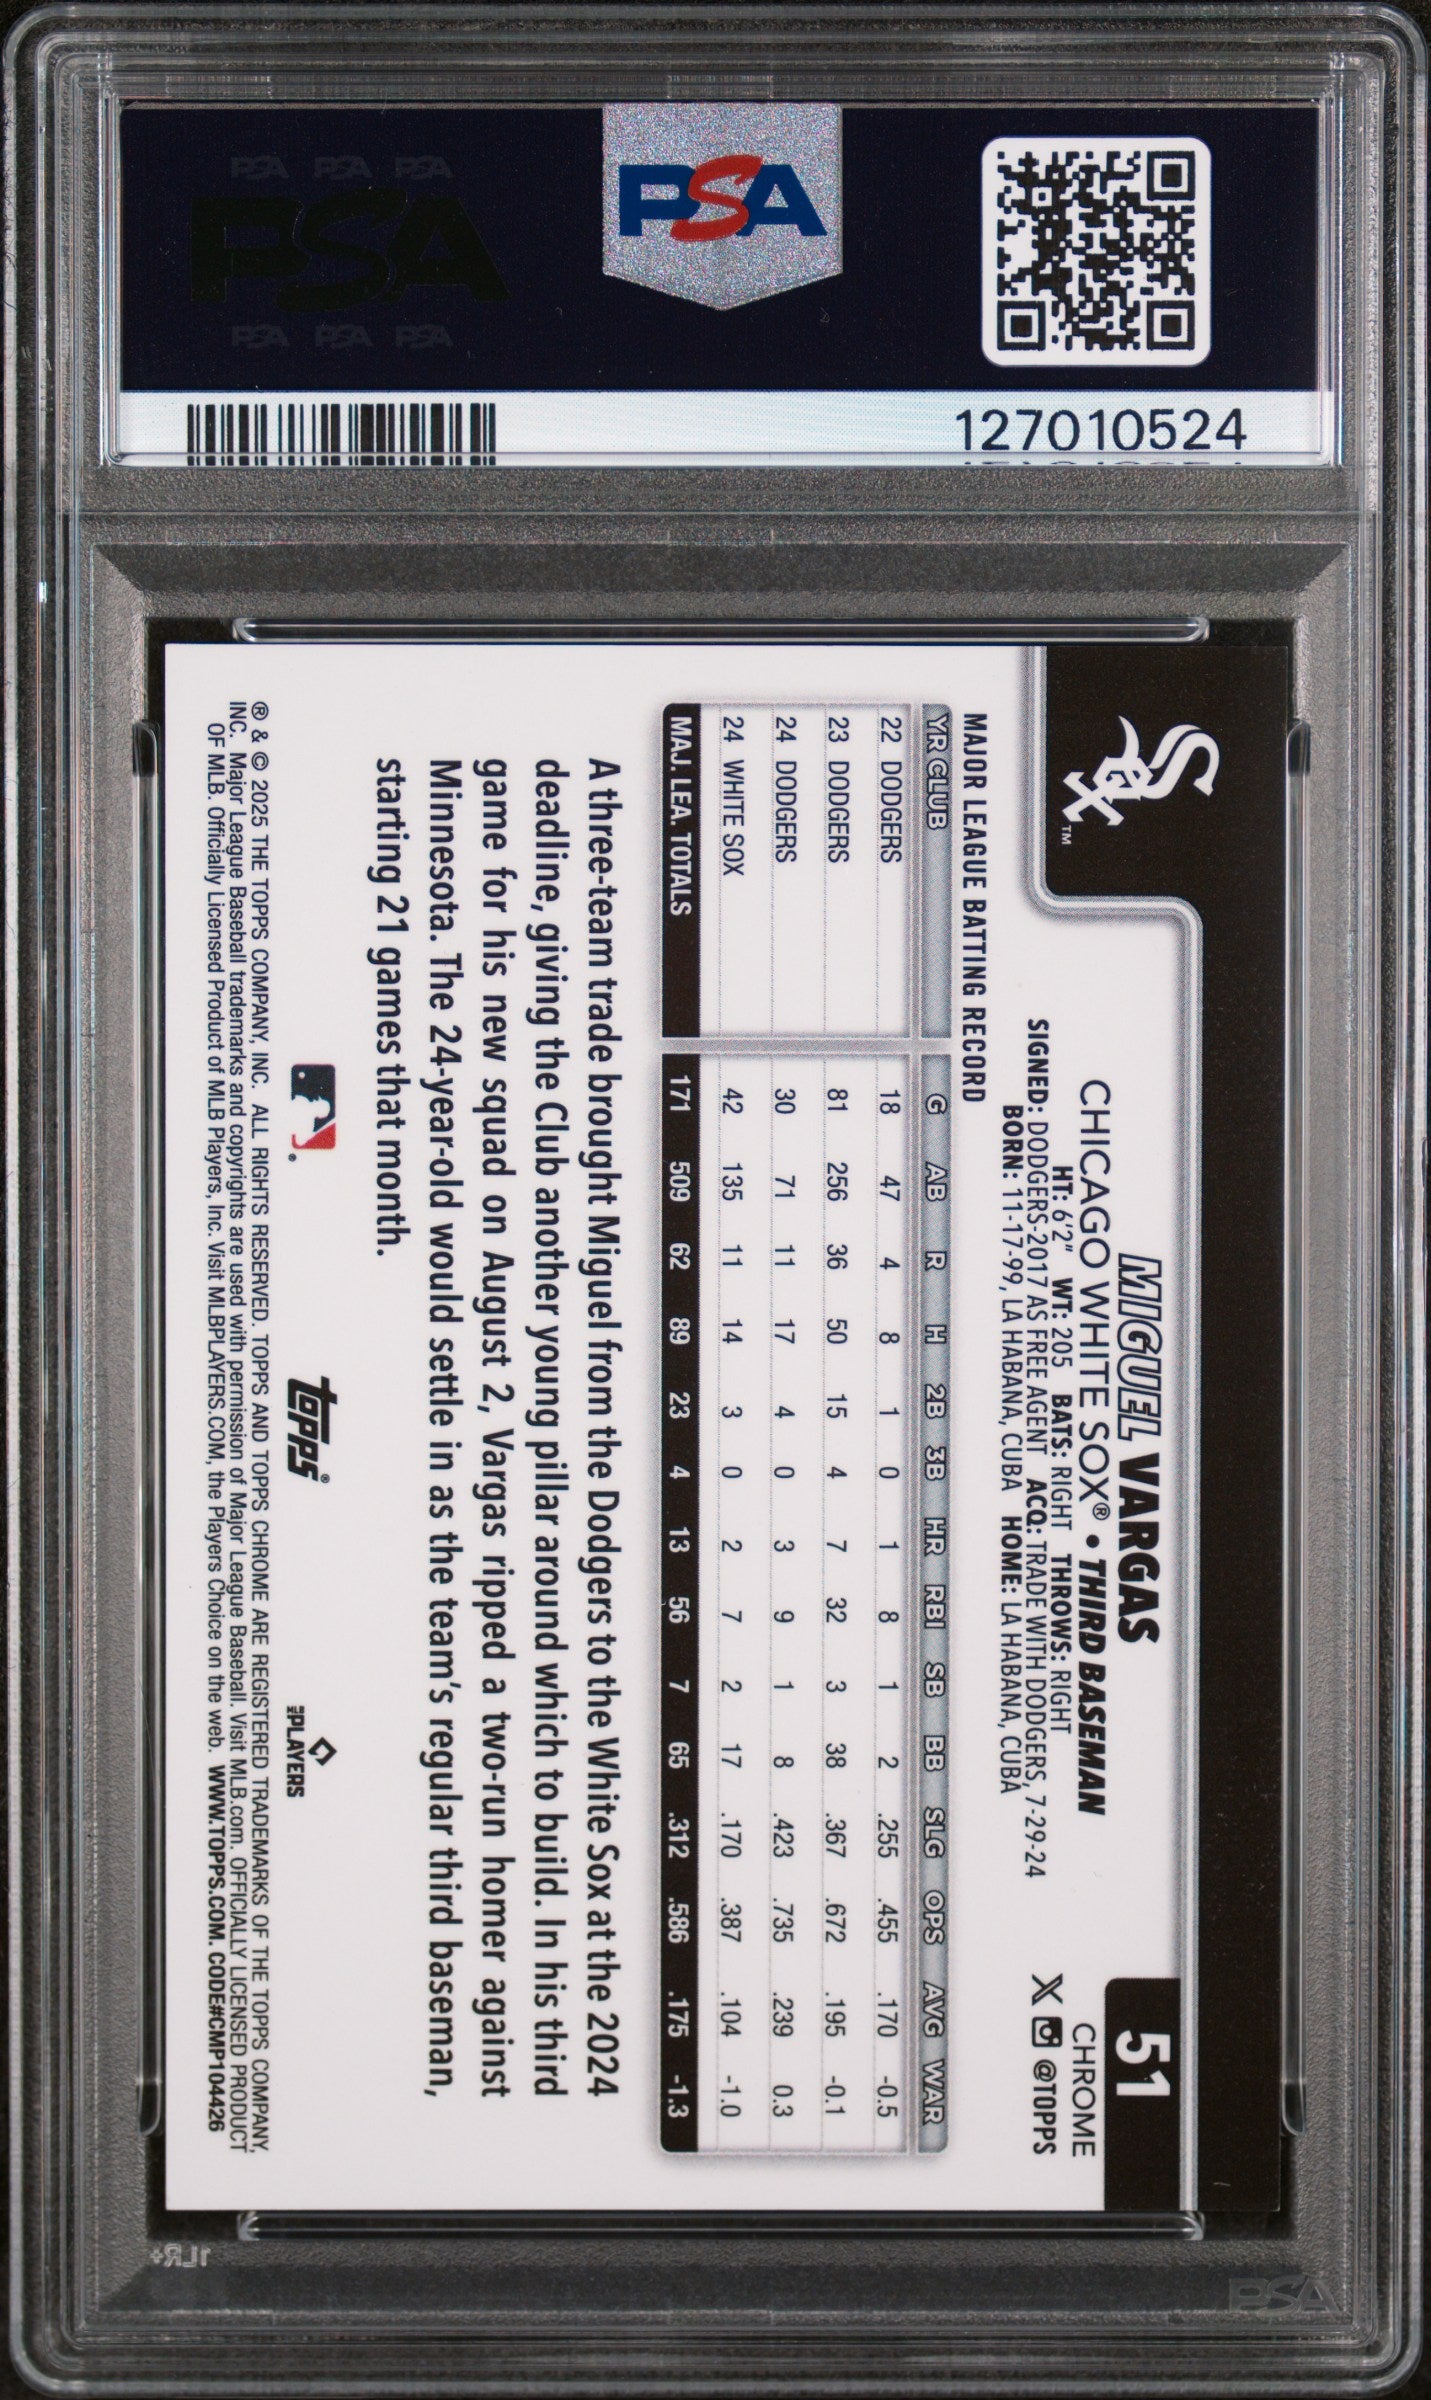 PSA PSA PSA
PSA
PSA PSA PSA
PSA
127010524
51
CHROME
@TOPPS
Sox™
MIGUEL VARGAS
CHICAGO WHITE SOX® • THIRD BASEMAN
HT: 6'2" WT: 205 BATS: RIGHT THROWS: RIGHT
SIGNED: DODGERS-2017 AS FREE AGENT ACQ: TRADE WITH DODGERS, 7-29-24
BORN: 11-17-99, LA HABANA, CUBA HOME: LA HABANA, CUBA
MAJOR LEAGUE BATTING RECORD
YR CLUB G AB R H 2B 3B HR RBI SB BB SLG OPS AVG WAR
22 DODGERS 18 47 4 8 1 0 1 8 1 2 .255 .455 .170 -0.5
23 DODGERS 81 256 36 50 15 4 7 32 3 38 .367 .672 .195 -0.1
24 DODGERS 30 71 11 17 4 0 3 9 1 8 .423 .735 .239 0.3
24 WHITE SOX 42 135 11 14 3 0 2 7 2 17 .170 .387 .104 -1.0
MAJ. LEA. TOTALS 171 509 62 89 23 4 13 56 7 65 .312 .586 .175 -1.3
A three-team trade brought Miguel from the Dodgers to the White Sox at the 2024
deadline, giving the Club another young pillar around which to build. In his third
game for his new squad on August 2, Vargas ripped a two-run homer against
Minnesota. The 24-year-old would settle in as the team's regular third baseman,
starting 21 games that month.
topps®
PLAYERS
® & © 2025 THE TOPPS COMPANY, INC. ALL RIGHTS RESERVED. TOPPS AND TOPPS CHROME ARE REGISTERED TRADEMARKS OF THE TOPPS COMPANY,
INC. Major League Baseball trademarks and copyrights are used with permission of Major League Baseball. Visit MLB.com. OFFICIALLY LICENSED PRODUCT
OF MLB. Officially Licensed Product of MLB Players, Inc. Visit MLBPLAYERS.COM, the Players Choice on the web. WWW.TOPPS.COM. CODE#CMP104426
1LR+
PSA